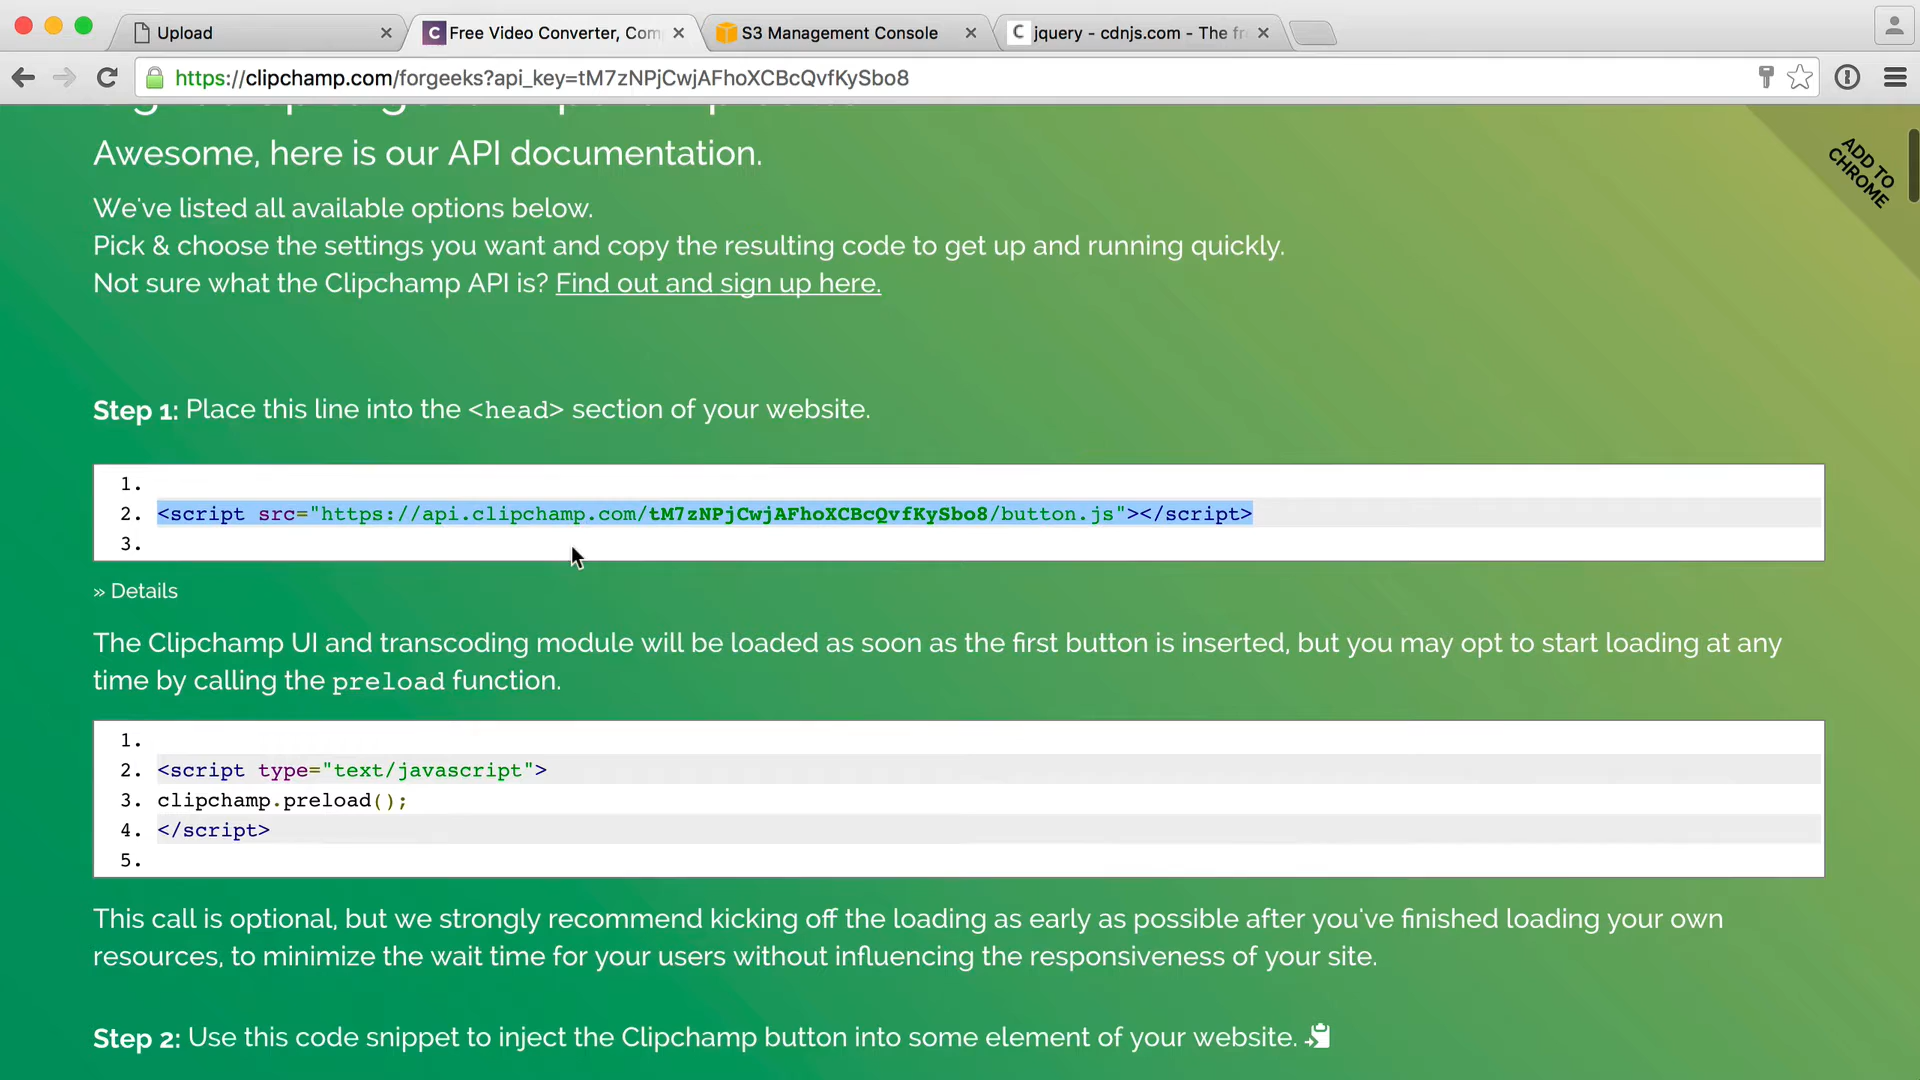 Upload
Free Video Converter, Com
S3 Management Console
jquery - cdnjs.com - The fr
https://clipchamp.com/forgeeks?api_key=tM7zNPjCwjAFhoXCBcQvfKySbo8
ADD TO
CHROME
Awesome, here is our API documentation.
We've listed all available options below.
Pick & choose the settings you want and copy the resulting code to get up and running quickly.
Not sure what the Clipchamp API is? Find out and sign up here.
Step 1: Place this line into the <head> section of your website.
1.
2. <script src="https://api.clipchamp.com/tM7zNPjCwjAFhoXCBcQvfKySbo8/button.js"></script>
3.
» Details
The Clipchamp UI and transcoding module will be loaded as soon as the first button is inserted, but you may opt to start loading at any
time by calling the preload function.
1.
2. <script type="text/javascript">
3. clipchamp.preload();
4. </script>
5.
This call is optional, but we strongly recommend kicking off the loading as early as possible after you've finished loading your own
resources, to minimize the wait time for your users without influencing the responsiveness of your site.
Step 2: Use this code snippet to inject the Clipchamp button into some element of your website.